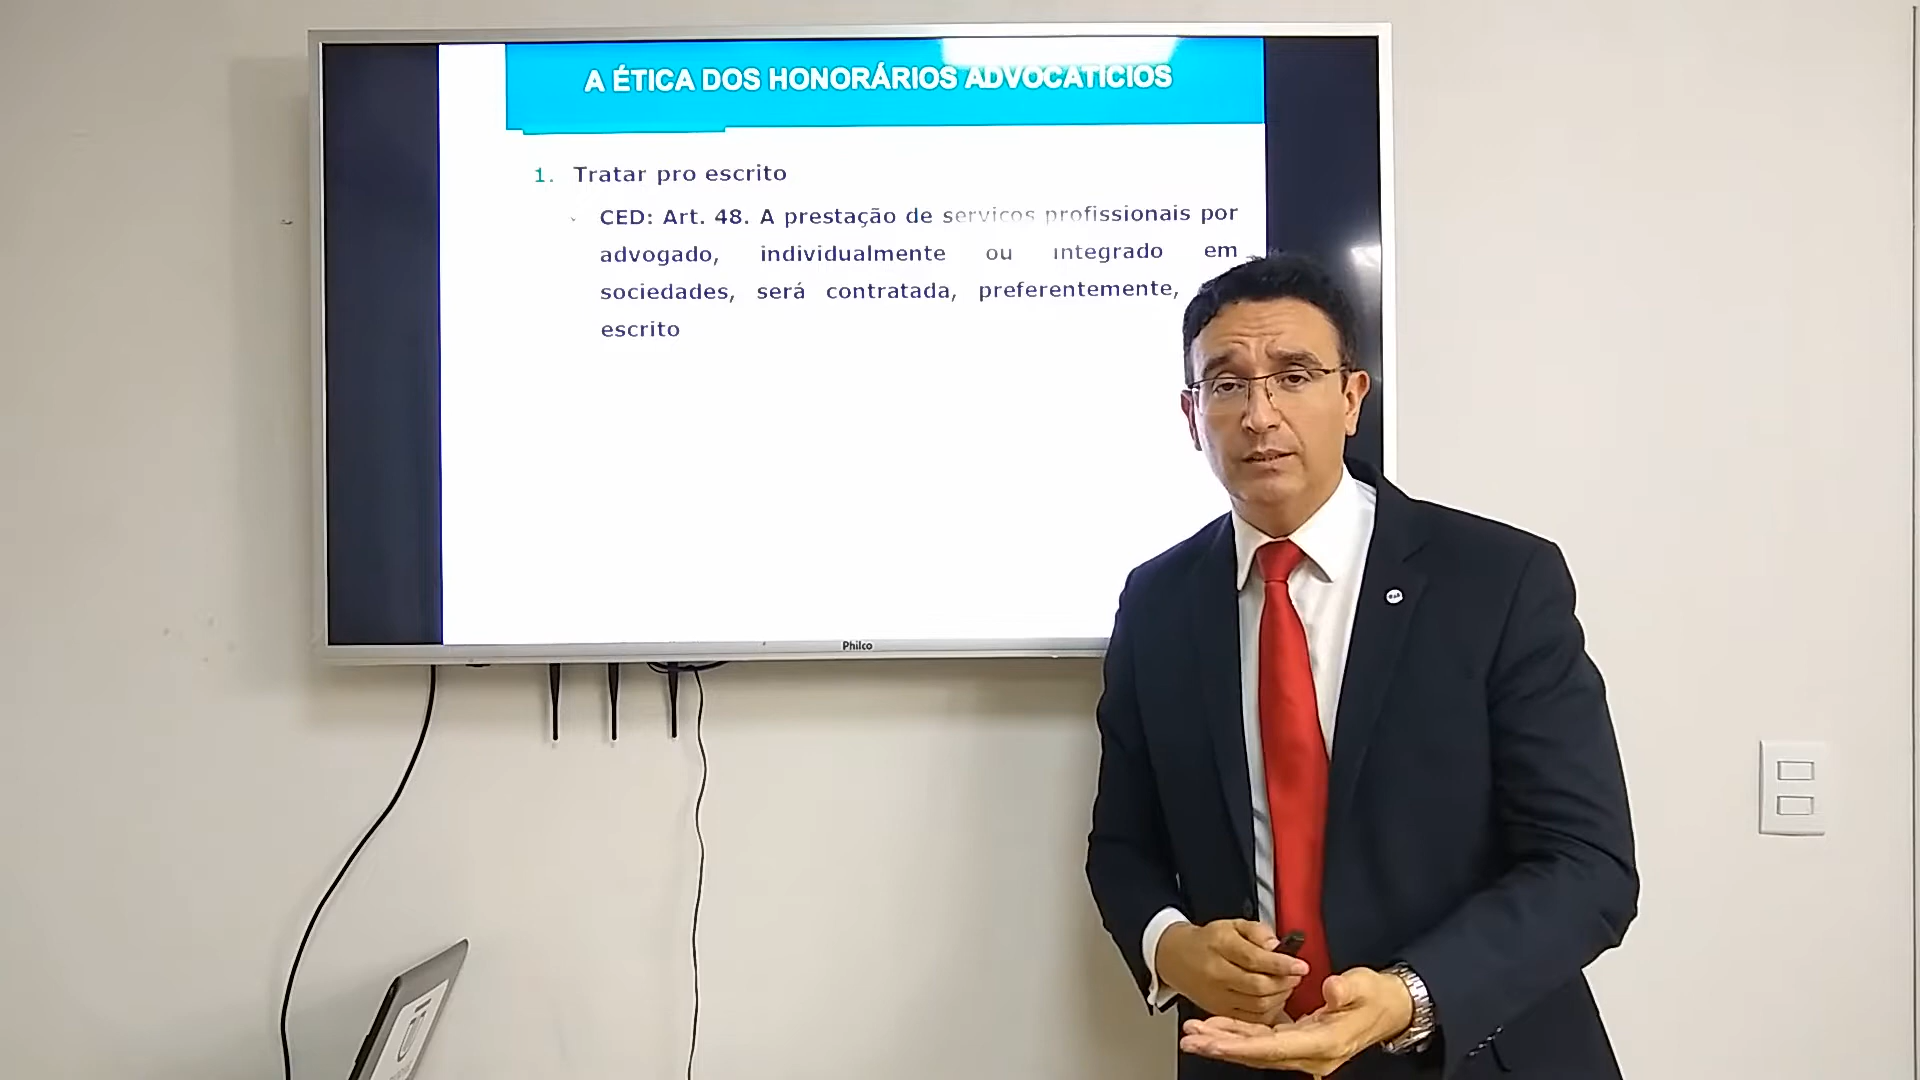 A ÉTICA DOS HONORÁRIOS ADVOCATÍCIOS
1. Tratar pro escrito
CED: Art. 48. A prestação de serviços profissionais por
advogado, individualmente ou integrado em
sociedades, será contratada, preferentemente,
escrito
Philco